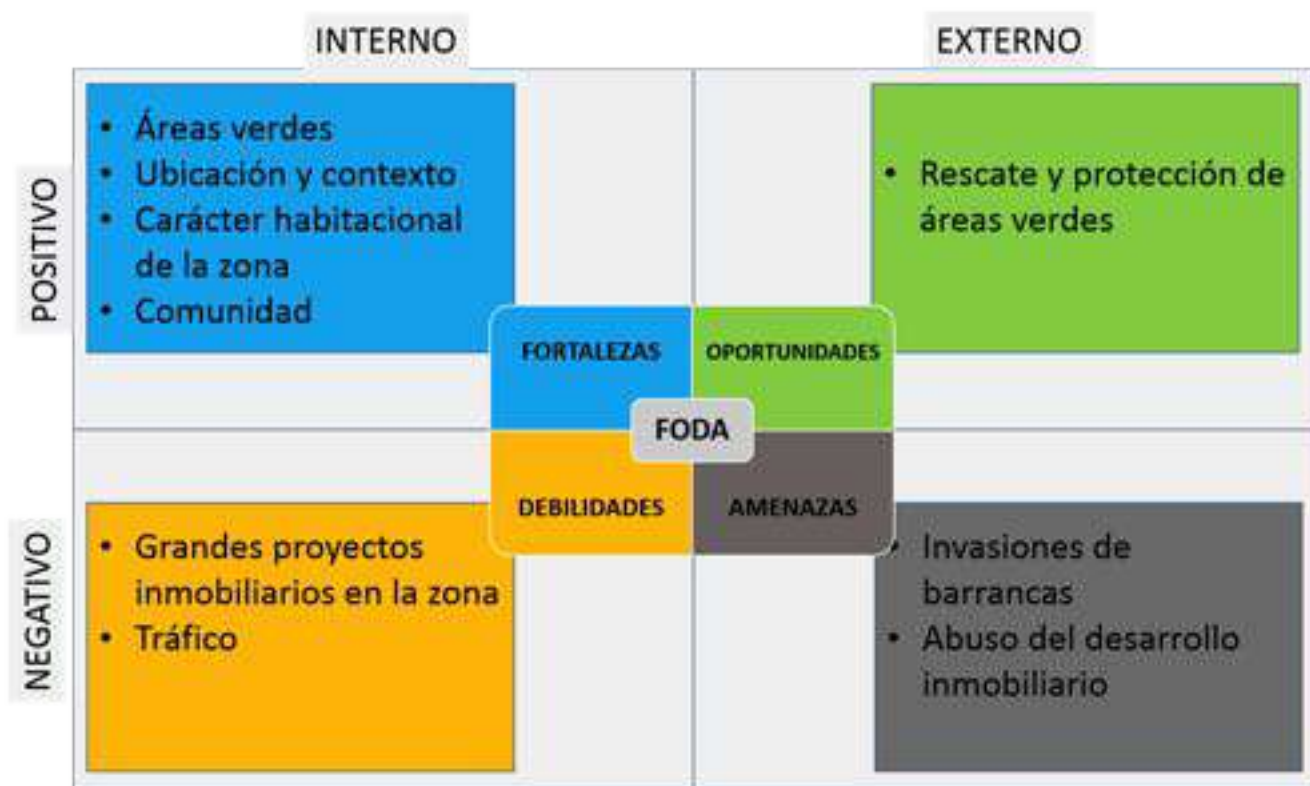 INTERNO
EXTERNO
POSITIVO
• Áreas verdes
• Ubicación y contexto
• Carácter habitacional
de la zona
• Comunidad
• Rescate y protección de
áreas verdes
FORTALEZAS
OPORTUNIDADES
FODA
DEBILIDADES
AMENAZAS
NEGATIVO
• Grandes proyectos
inmobiliarios en la zona
• Tráfico
• Invasiones de
barrancas
• Abuso del desarrollo
inmobiliario